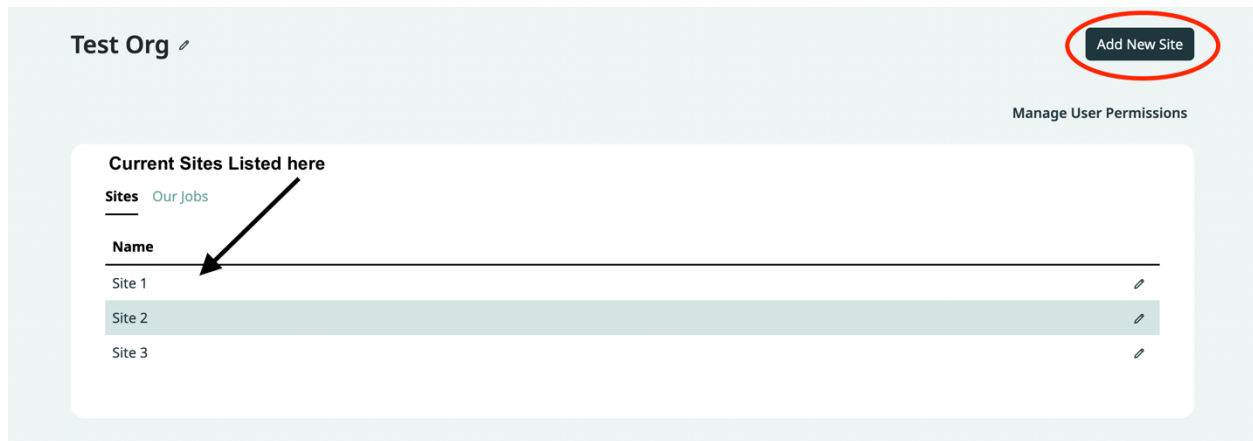 Test Org
Add New Site
Manage User Permissions
Current Sites Listed here
Sites Our Jobs
Name
Site 1
Site 2
Site 3